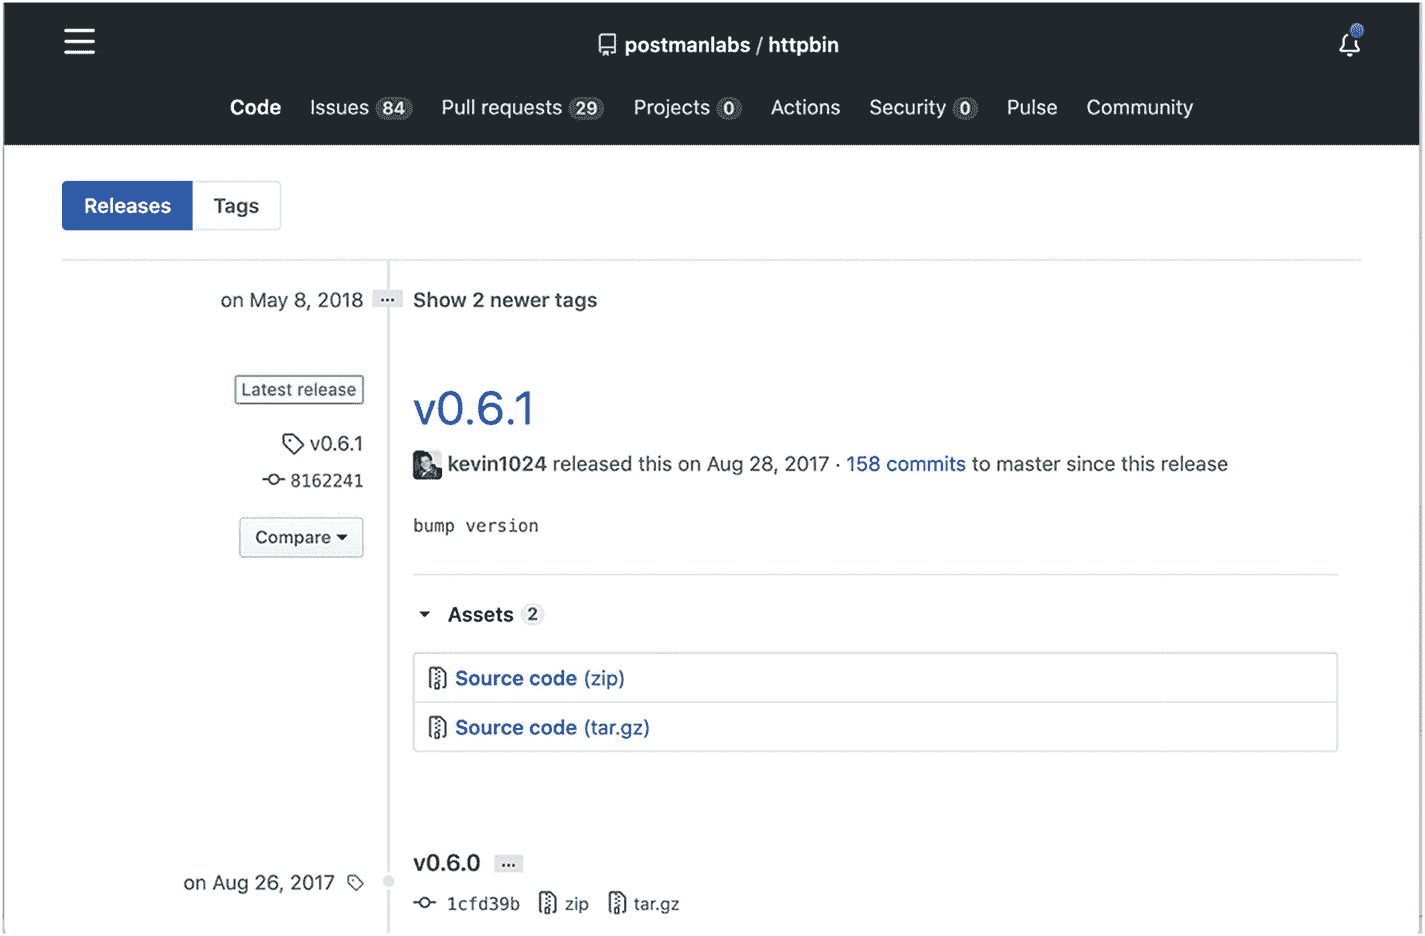 postmanlabs / httpbin
Code Issues 84 Pull requests 29 Projects 0 Actions Security 0 Pulse Community
Releases Tags
on May 8, 2018 ... Show 2 newer tags
Latest release
v0.6.1
v0.6.1
kevin1024 released this on Aug 28, 2017 · 158 commits to master since this release
8162241
bump version
Compare
Assets 2
Source code (zip)
Source code (tar.gz)
v0.6.0 ...
on Aug 26, 2017
1cfd39b zip tar.gz